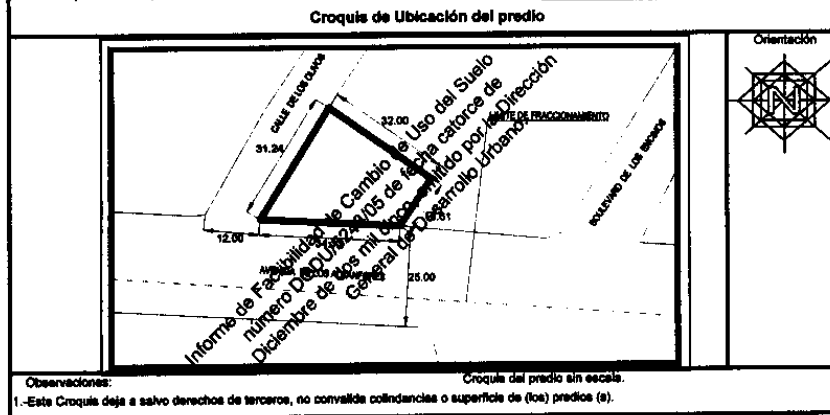 Croquis de Ubicación del predio
Orientación
N
CALLE DE LOS OLIVOS
32.00
31.24
LIMITE DE FRACCIONAMIENTO
BOULEVARD DE LOS ENCINOS
12.00
25.00
Informe de Factibilidad de Cambio de Uso del Suelo
número de fecha catorce de
Diciembre de dos mil cinco, emitido por la Dirección
General de Desarrollo Urbano.
Observaciones:
Croquis del predio sin escala.
1.-Este Croquis deja a salvo derechos de terceros, no convalida colindancias o superficie de (los) predios (s).